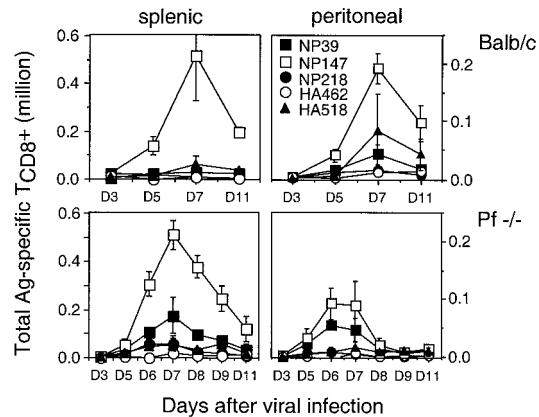 splenic
peritoneal
Balb/c
NP39
NP147
NP218
HA462
HA518
0.6
0.4
0.2
0.0
0.2
0.1
0.0
D3 D5 D7 D11
D3 D5 D7 D11
Pf -/-
0.6
0.4
0.2
0.0
0.2
0.1
0.0
D3 D5 D6 D7 D8 D9 D11
D3 D5 D6 D7 D8 D9 D11
Total Ag-specific TCD8+ (million)
Days after viral infection